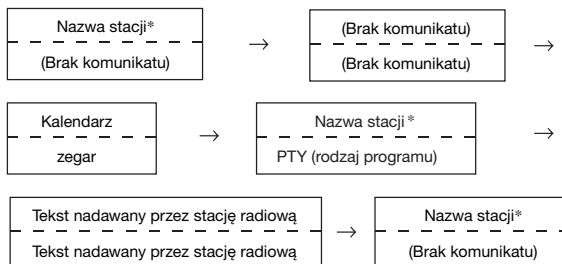 Nazwa stacji*
(Brak komunikatu)
→
(Brak komunikatu)
(Brak komunikatu)
→
Kalendarz
zegar
→
Nazwa stacji*
PTY (rodzaj programu)
→
Tekst nadawany przez stację radiową
Tekst nadawany przez stację radiową
→
Nazwa stacji*
(Brak komunikatu)